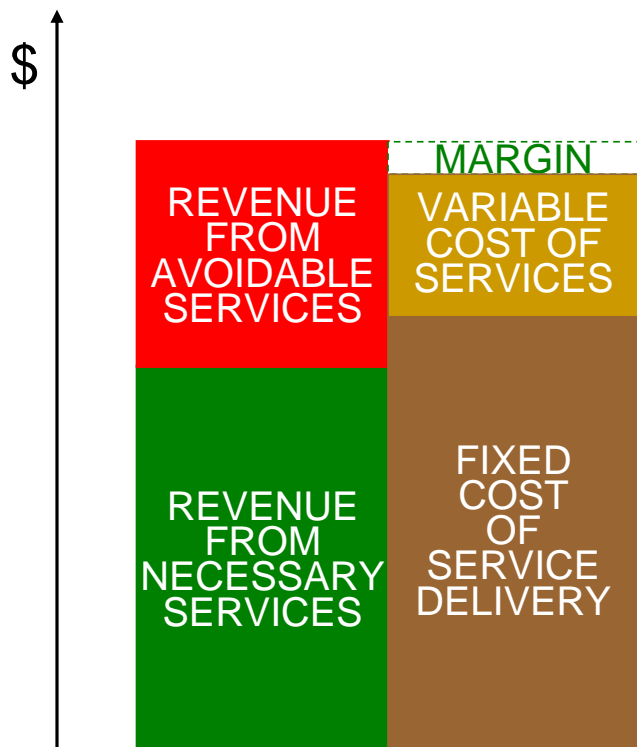 $
REVENUE
FROM
AVOIDABLE
SERVICES
REVENUE
FROM
NECESSARY
SERVICES
MARGIN
VARIABLE
COST OF
SERVICES
FIXED
COST
OF
SERVICE
DELIVERY